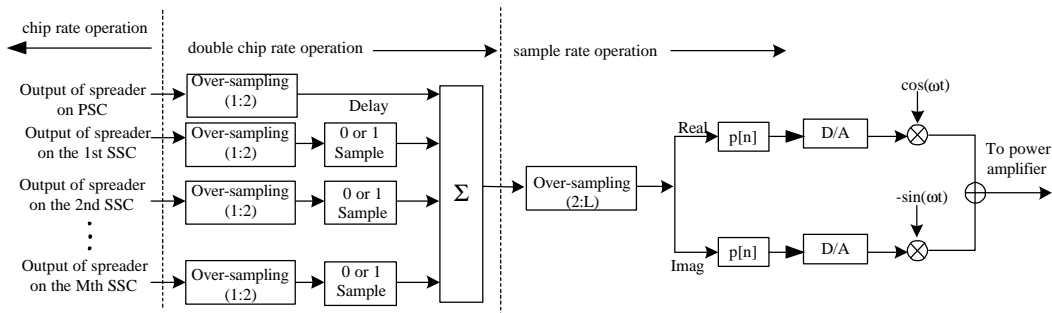 chip rate operation
double chip rate operation
sample rate operation
Output of spreader
on PSC
Over-sampling
(1:2)
Delay
Output of spreader
on the 1st SSC
Over-sampling
(1:2)
0 or 1
Sample
Output of spreader
on the 2nd SSC
Over-sampling
(1:2)
0 or 1
Sample
Output of spreader
on the Mth SSC
Over-sampling
(1:2)
0 or 1
Sample
Σ
Over-sampling
(2:L)
Real
p[n]
D/A
cos(ωt)
Imag
p[n]
D/A
-sin(ωt)
To power
amplifier